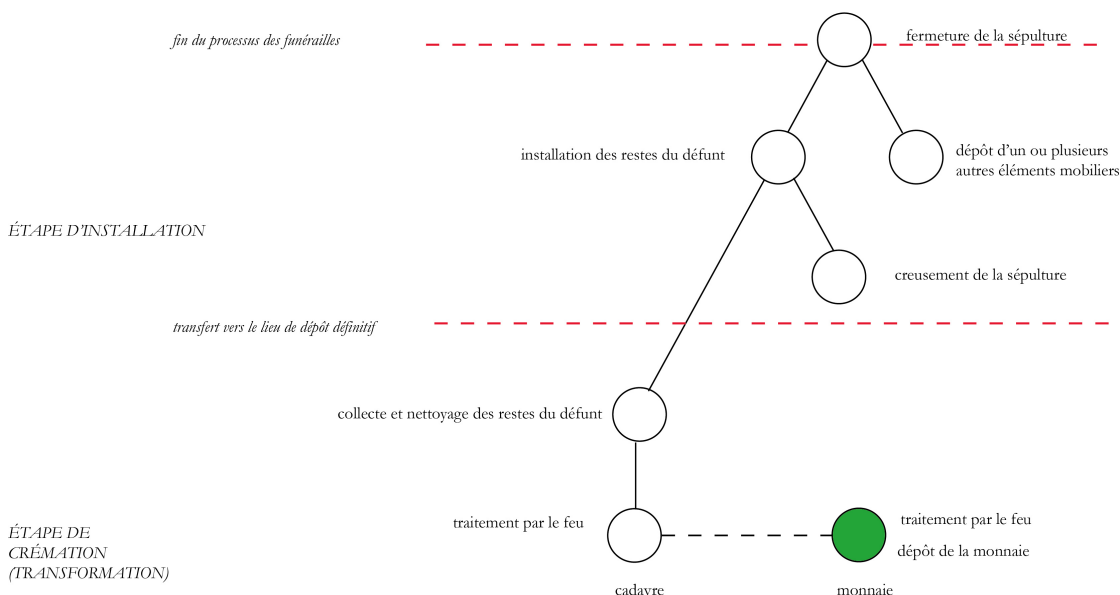 fin du processus des funérailles
fermeture de la sépulture
installation des restes du défunt
dépôt d'un ou plusieurs
autres éléments mobiliers
ÉTAPE D'INSTALLATION
creusement de la sépulture
transfert vers le lieu de dépôt définitif
collecte et nettoyage des restes du défunt
ÉTAPE DE
CRÉMATION
(TRANSFORMATION)
traitement par le feu
traitement par le feu
dépôt de la monnaie
cadavre
monnaie